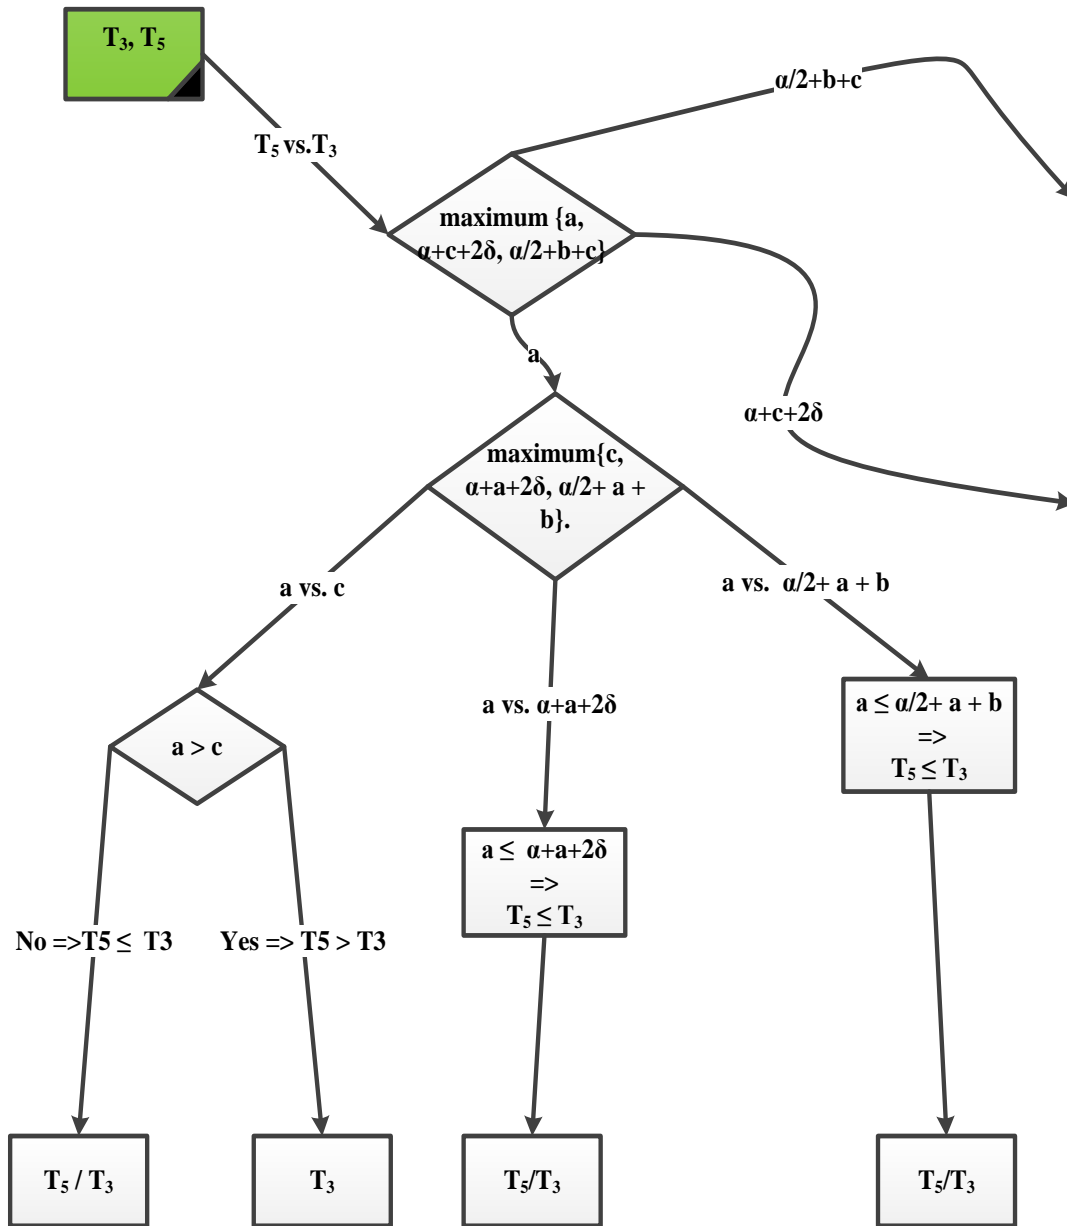 T₃, T₅
α/2+b+c
T₅ vs.T₃
maximum {a,
α+c+2δ, α/2+b+c}
a
α+c+2δ
maximum{c,
α+a+2δ, α/2+ a +
b}.
a vs. c
a vs. α/2+ a + b
a vs. α+a+2δ
a ≤ α/2+ a + b
=>
T₅ ≤ T₃
a > c
a ≤ α+a+2δ
=>
T₅ ≤ T₃
No =>T5 ≤ T3
Yes => T5 > T3
T₅ / T₃
T₃
T₅/T₃
T₅/T₃